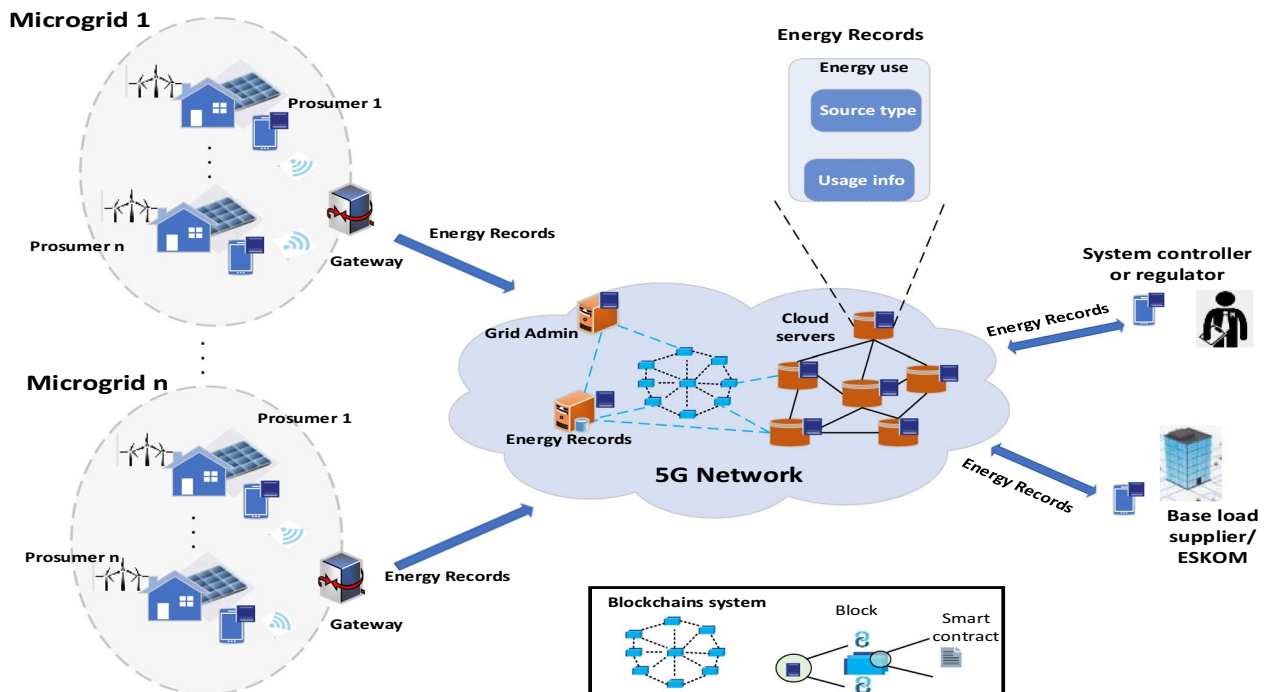 Microgrid 1
Prosumer 1
Prosumer n
Gateway
Energy Records
Energy Records
Energy use
Source type
Usage info
System controller
or regulator
Energy Records
Grid Admin
Cloud
servers
Energy Records
5G Network
Energy Records
Base load
supplier/
ESKOM
Microgrid n
Prosumer 1
Prosumer n
Gateway
Energy Records
Blockchains system
Block
Smart
contract